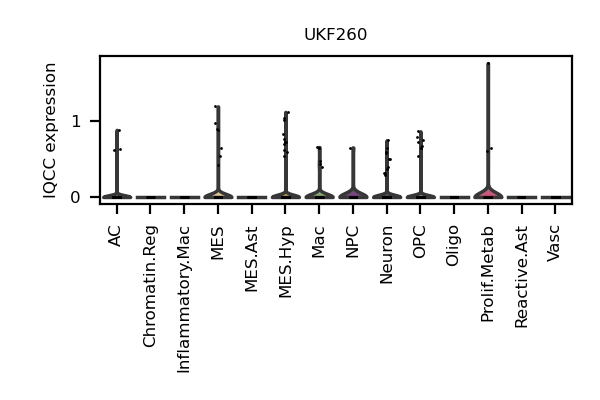 UKF260
IQCC expression
1
0
AC
Chromatin.Reg
Inflammatory.Mac
MES
MES.Ast
MES.Hyp
Mac
NPC
Neuron
OPC
Oligo
Prolif.Metab
Reactive.Ast
Vasc